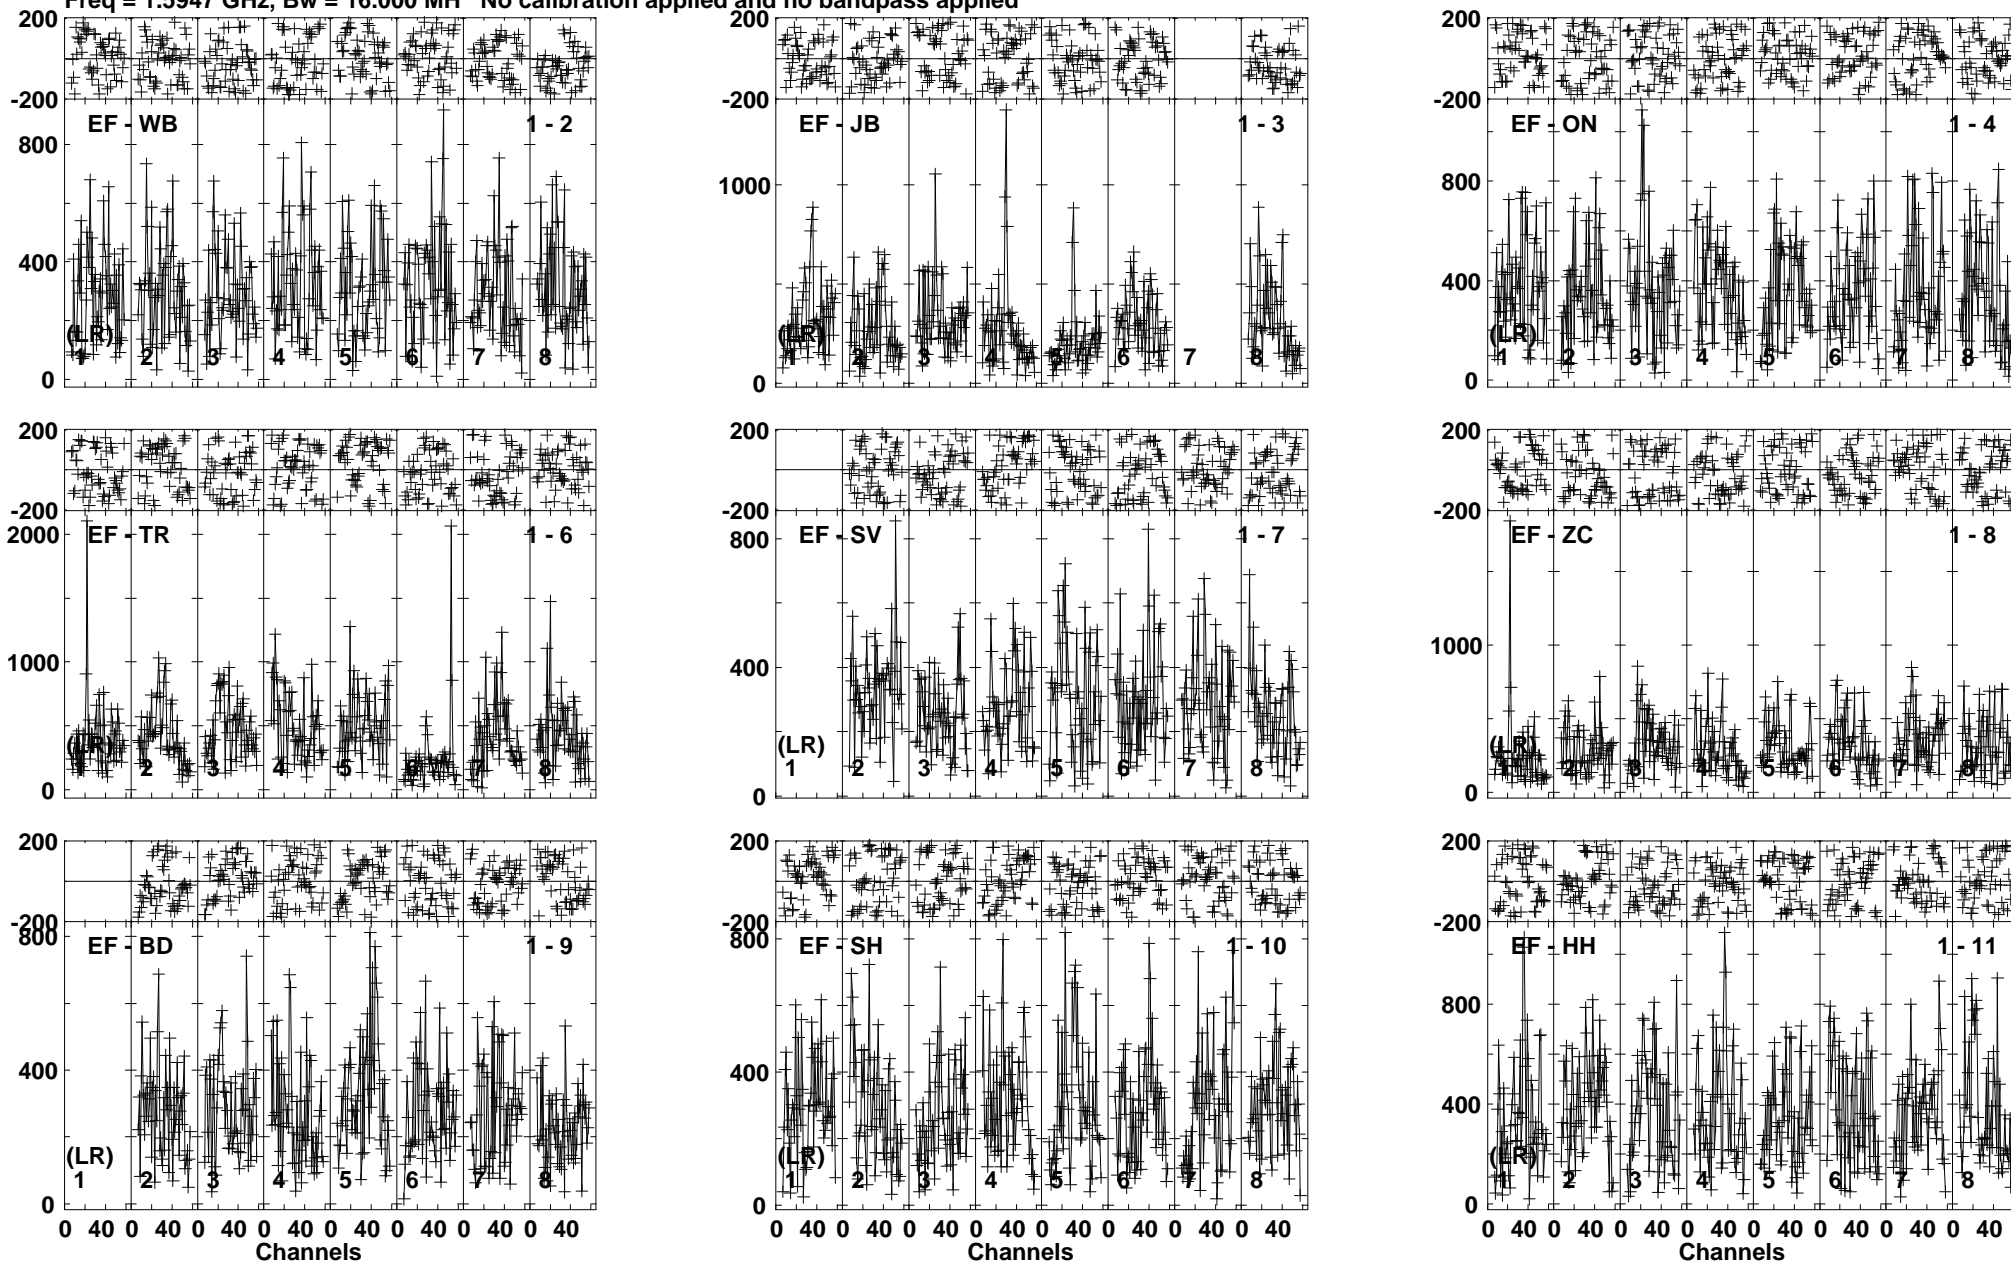 Freq = 1.5947 GHz, Bw = 16.000 MH No calibration applied and no bandpass applied
200
-200
EF - WB 1 - 2
800
400
0
(LR)
1 2 3 4 5 6 7 8
200
-200
EF - JB 1 - 3
1000
0
(LR)
1 2 3 4 5 6 7 8
200
-200
EF - ON 1 - 4
800
400
0
(LR)
1 2 3 4 5 6 7 8
200
-200
EF - TR 1 - 6
2000
1000
0
(LR)
1 2 3 4 5 6 7 8
200
-200
EF - SV 1 - 7
800
400
0
(LR)
1 2 3 4 5 6 7 8
200
-200
EF - ZC 1 - 8
1000
0
(LR)
1 2 3 4 5 6 7 8
200
-200
EF - BD 1 - 9
800
400
0
(LR)
1 2 3 4 5 6 7 8
0 40 0 40 0 40 0 40 0 40 0 40 0 40 0 40
Channels
200
-200
EF - SH 1 - 10
800
400
0
(LR)
1 2 3 4 5 6 7 8
0 40 0 40 0 40 0 40 0 40 0 40 0 40 0 40
Channels
200
-200
EF - HH 1 - 11
800
400
0
(LR)
1 2 3 4 5 6 7 8
0 40 0 40 0 40 0 40 0 40 0 40 0 40 0 40
Channels